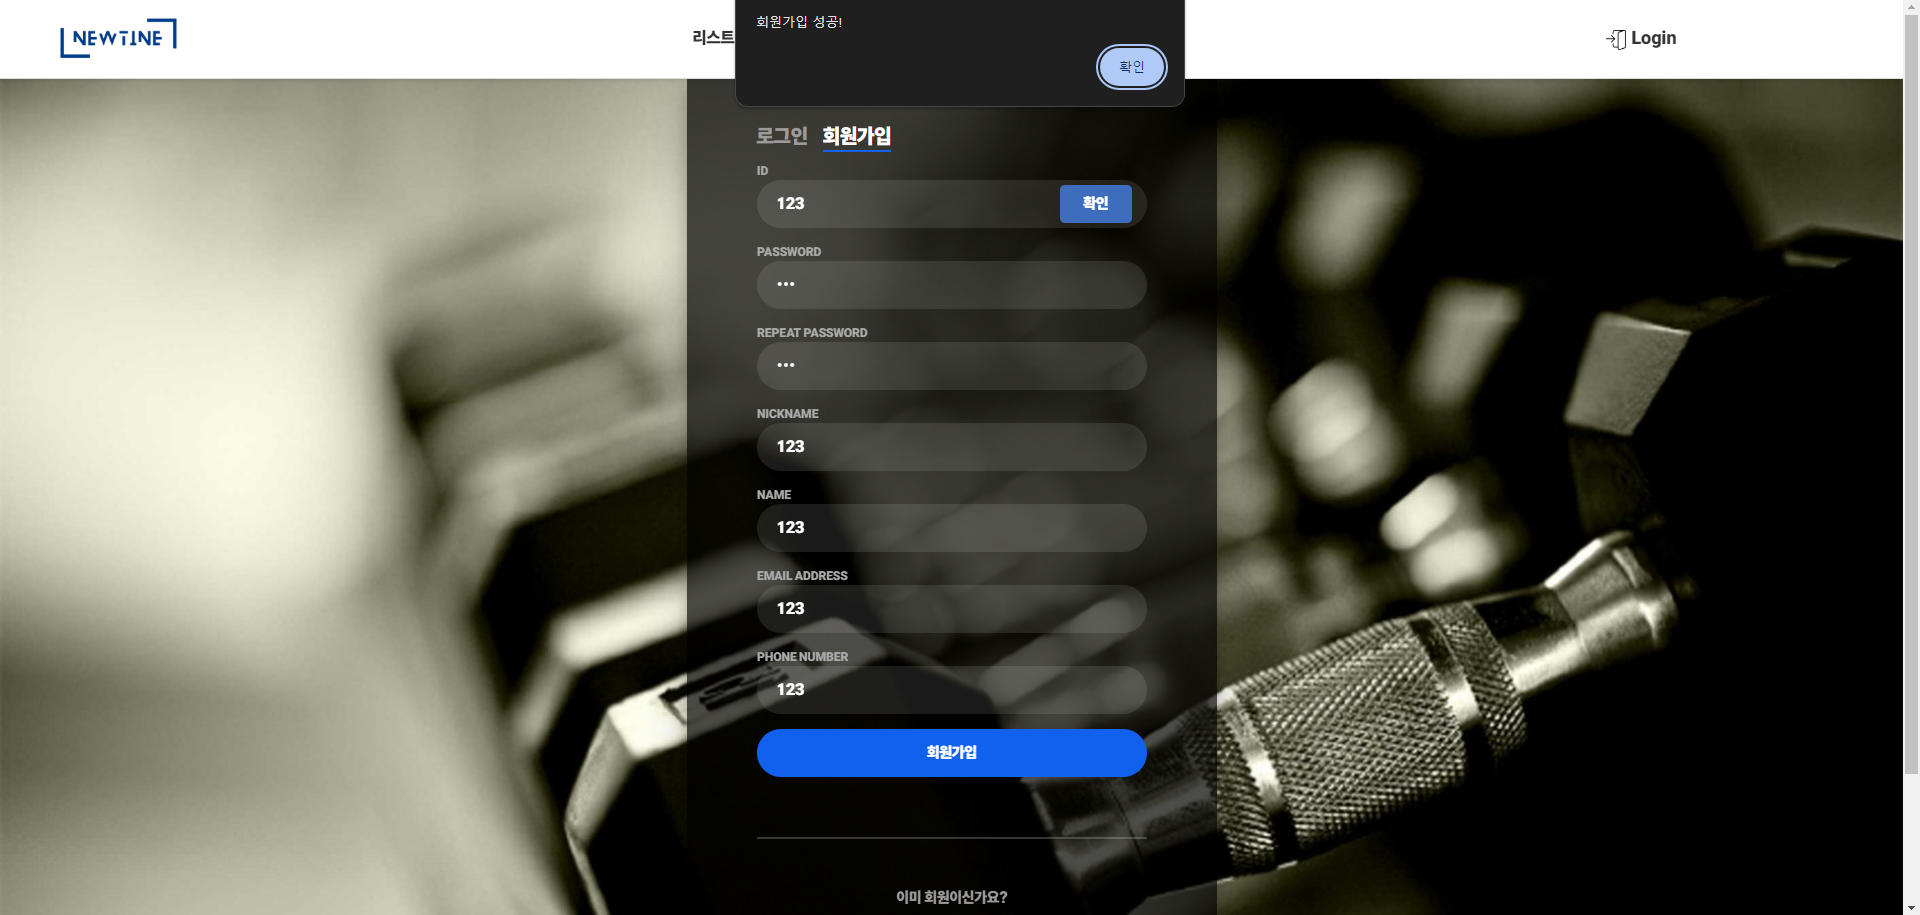 NEWTINE
리스트
회원가입 성공!
확인
Login
로그인 회원가입
ID
123
확인
PASSWORD
•••
REPEAT PASSWORD
•••
NICKNAME
123
NAME
123
EMAIL ADDRESS
123
PHONE NUMBER
123
회원가입
이미 회원이신가요?